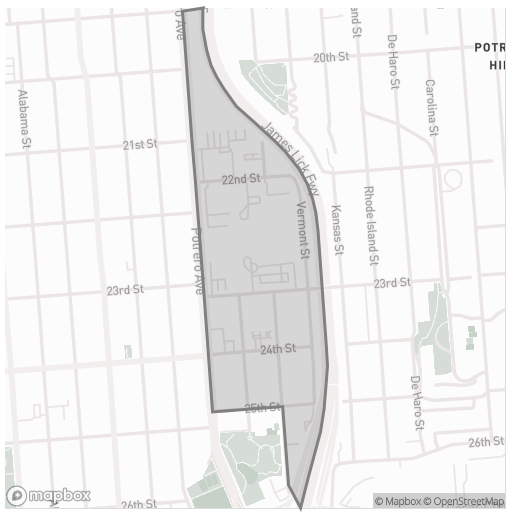 o Ave
S
land St
De Haro St
20th St
POTR
HIL
Carolina St
Alabama St
21st St
James Lick Fwy
22nd St
Vermont St
Kansas St
Rhode Island St
Potrero Ave
23rd St
23rd St
24th St
25th St
De Haro St
26th St
26th St
mapbox
© Mapbox © OpenStreetMap